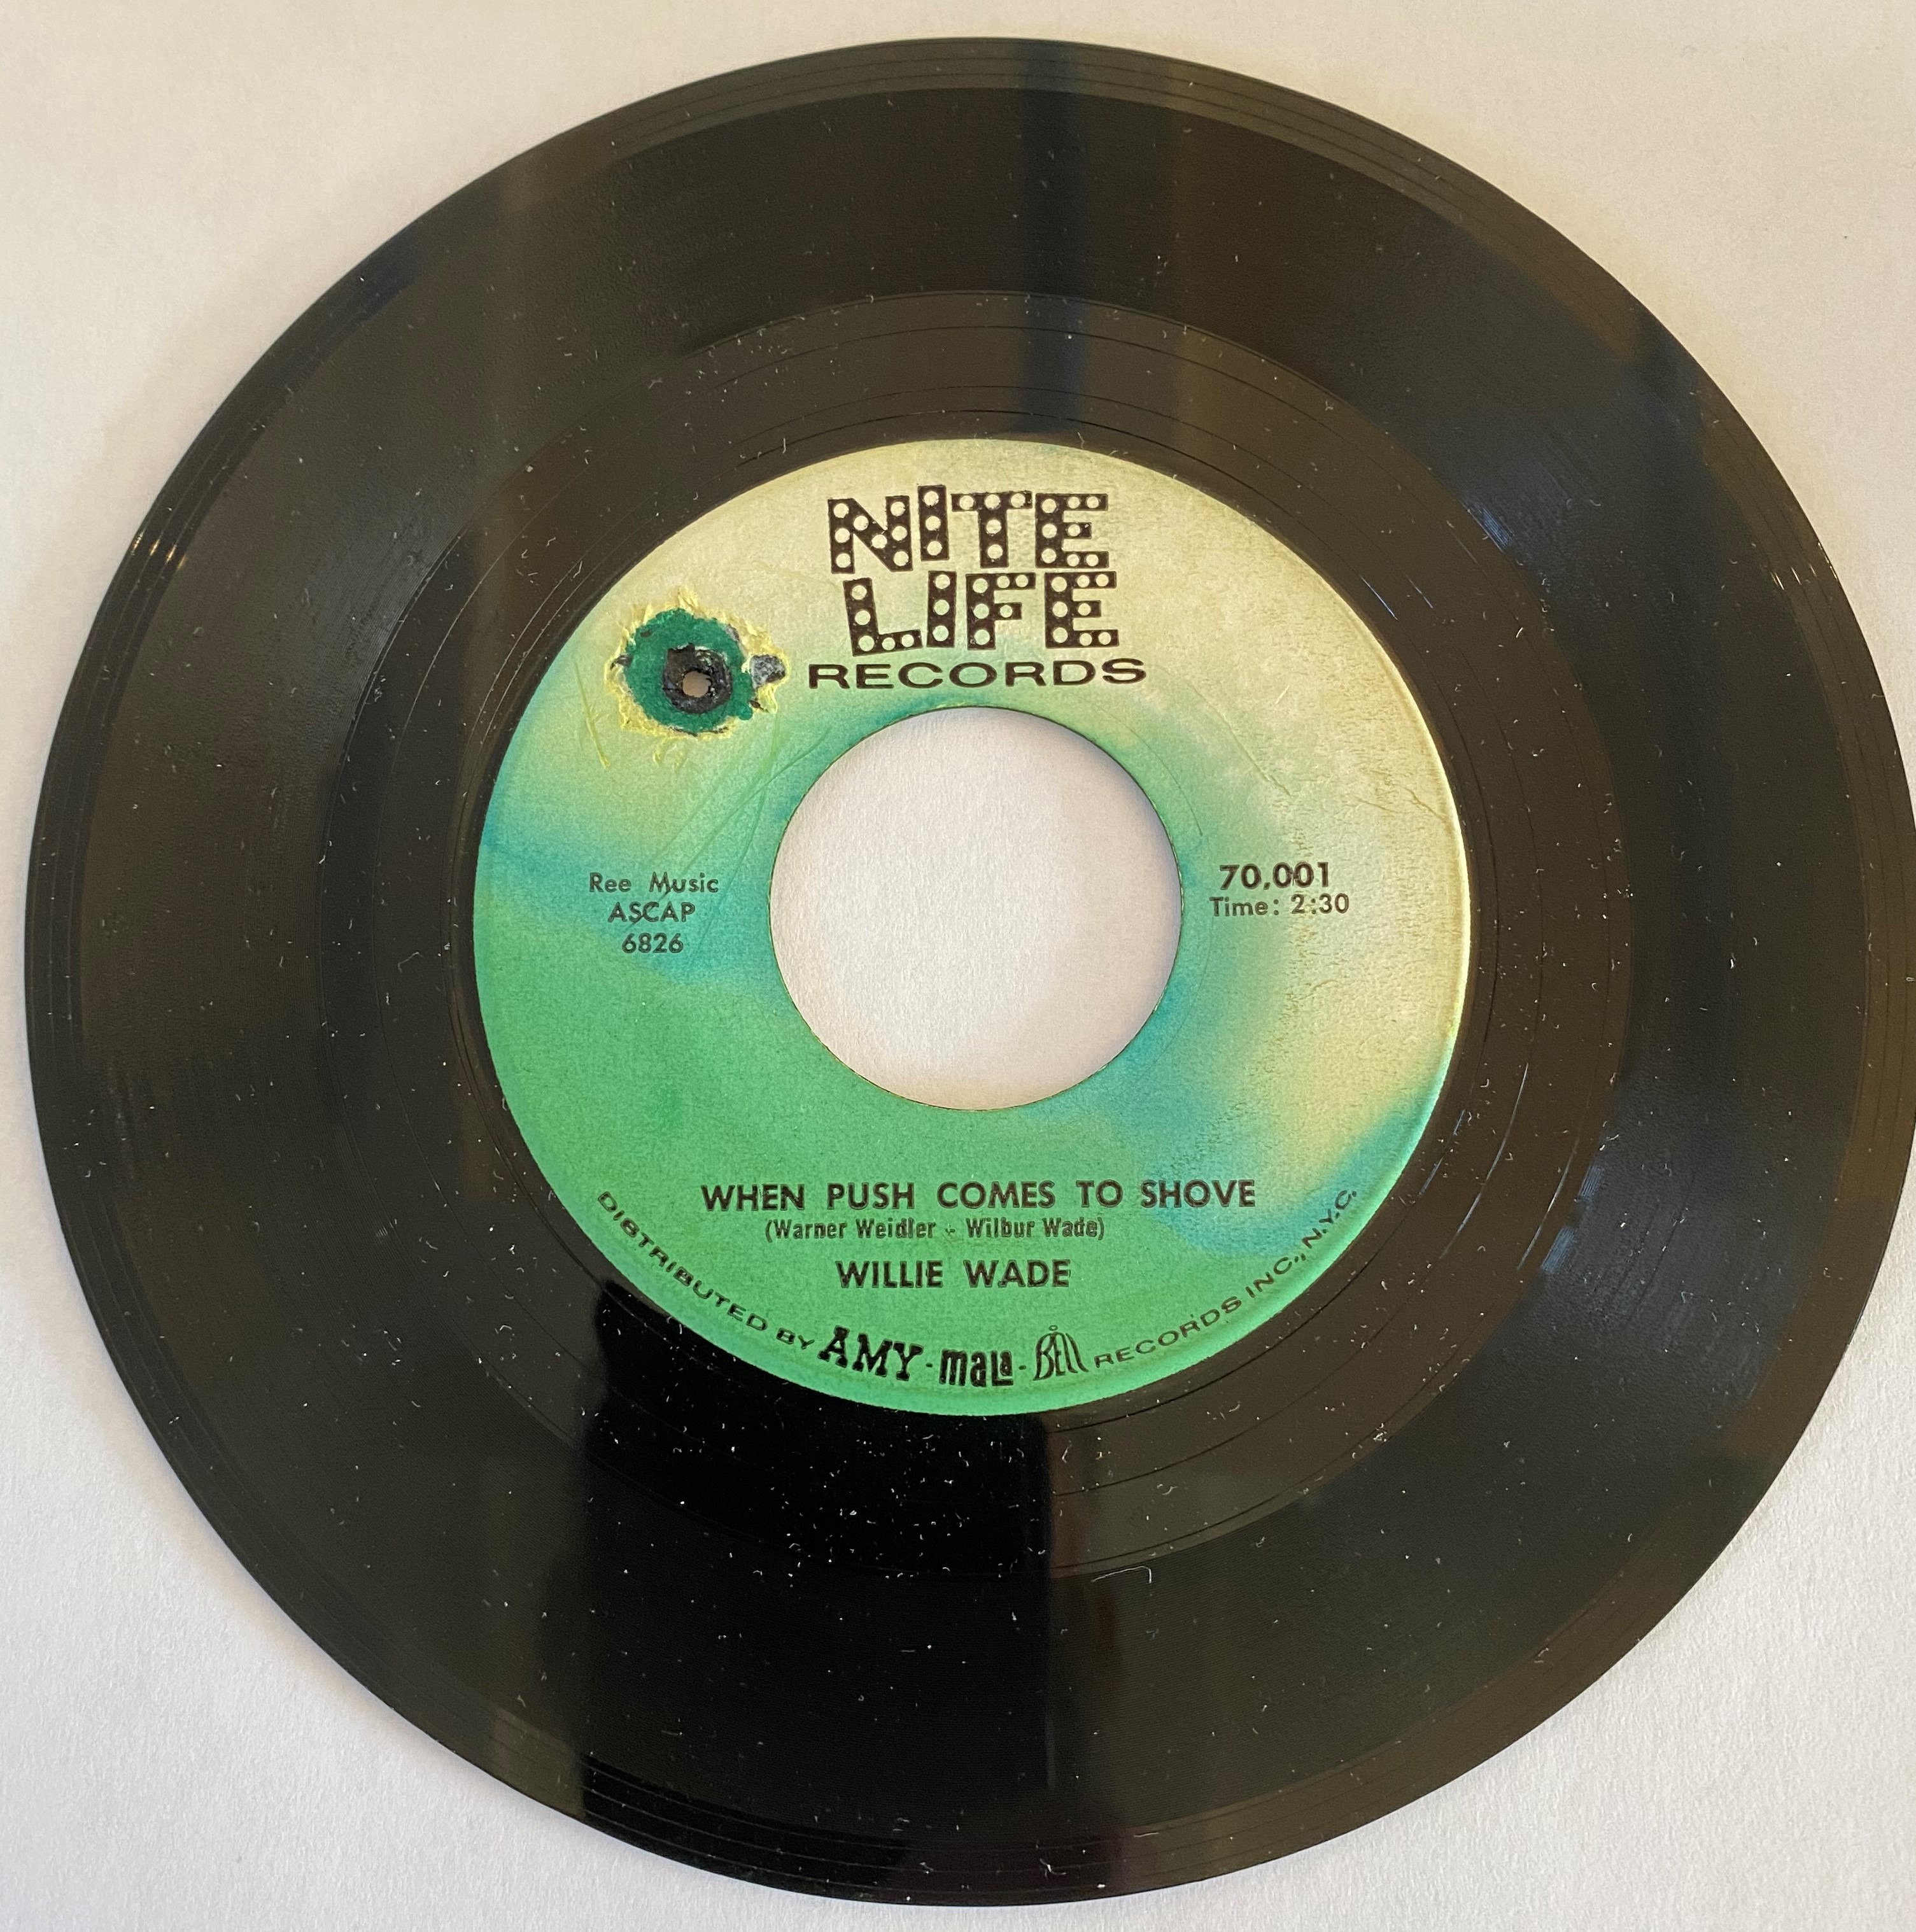 NITE
LIFE
RECORDS
Ree Music
ASCAP
6826
70,001
Time: 2:30
WHEN PUSH COMES TO SHOVE
(Warner Weidler - Wilbur Wade)
WILLIE WADE
DISTRIBUTED BY AMY - mala - BELL RECORDS INC., N.Y.C.